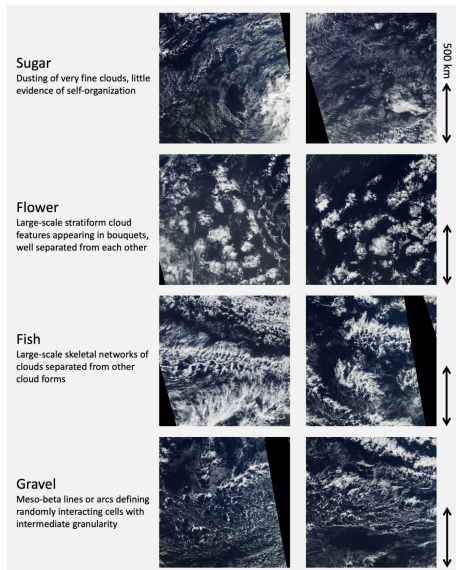 Sugar
Dusting of very fine clouds, little
evidence of self-organization
500 km
Flower
Large-scale stratiform cloud
features appearing in bouquets,
well separated from each other
Fish
Large-scale skeletal networks of
clouds separated from other
cloud forms
Gravel
Meso-beta lines or arcs defining
randomly interacting cells with
intermediate granularity